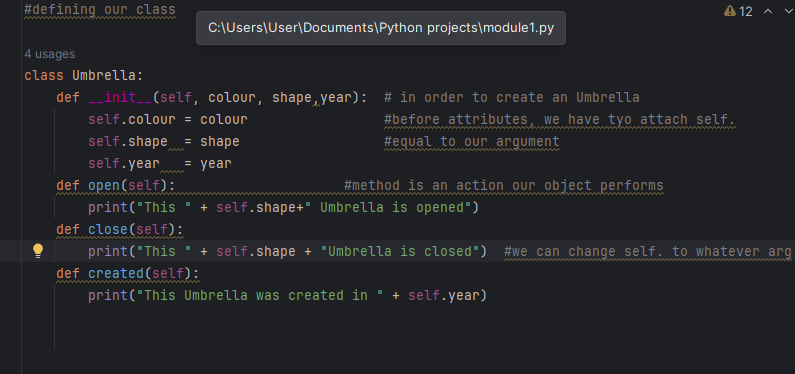 #defining our class
C:\Users\User\Documents\Python projects\module1.py
12
4 usages
class Umbrella:
    def __init__(self, colour, shape,year):  # in order to create an Umbrella
        self.colour = colour                 #before attributes, we have tyo attach self.
        self.shape  = shape                  #equal to our argument
        self.year   = year
    def open(self):                     #method is an action our object performs
        print("This " + self.shape+" Umbrella is opened")
    def close(self):
        print("This " + self.shape + "Umbrella is closed")  #we can change self. to whatever arg
    def created(self):
        print("This Umbrella was created in " + self.year)